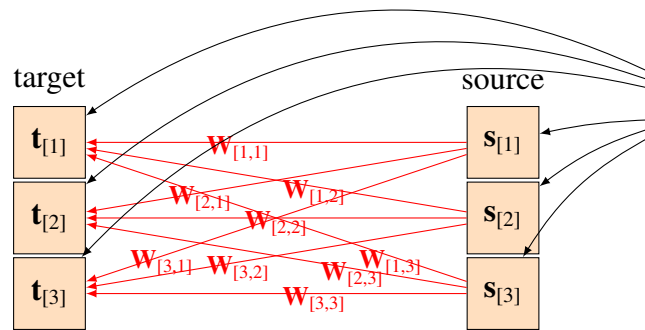 target source
t[1] W[1,1] s[1]
W[2,1] W[1,2]
t[2] W[2,2] s[2]
W[3,1] W[3,2] W[2,3] W[1,3]
t[3] W[3,3] s[3]